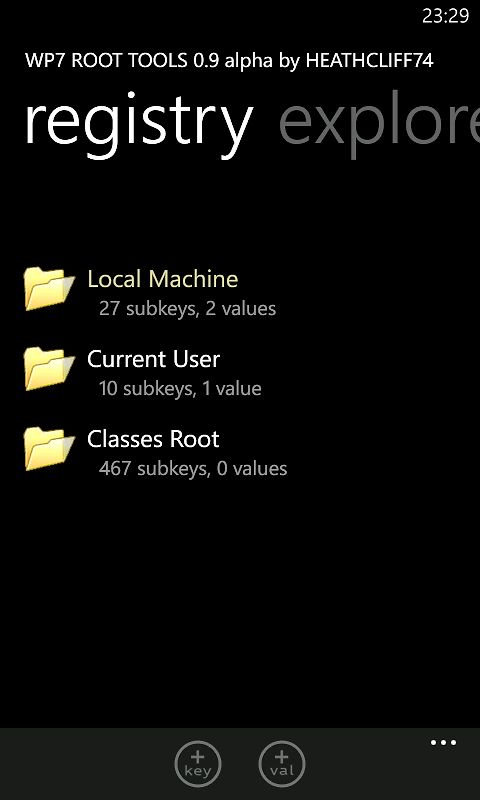 23:29
WP7 ROOT TOOLS 0.9 alpha by HEATHCLIFF74
registry explore
Local Machine
27 subkeys, 2 values
Current User
10 subkeys, 1 value
Classes Root
467 subkeys, 0 values
+ +
key val